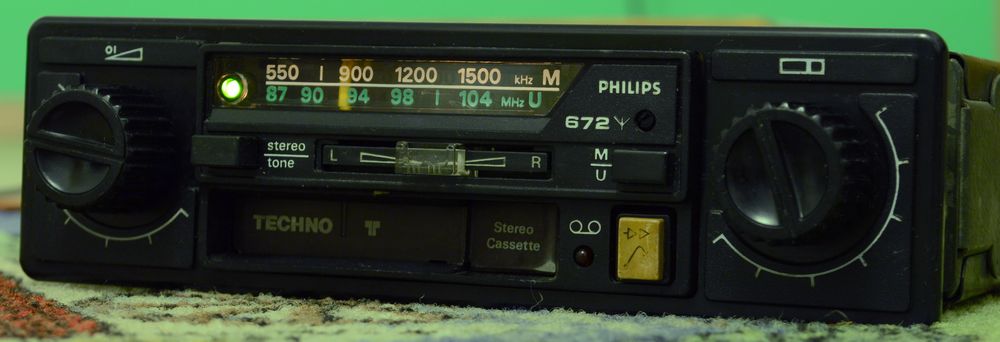 550 900 1200 1500 kHz M
87 90 94 98 104 MHz U
PHILIPS
672
stereo
tone
L R
M
U
TECHNO
Stereo
Cassette